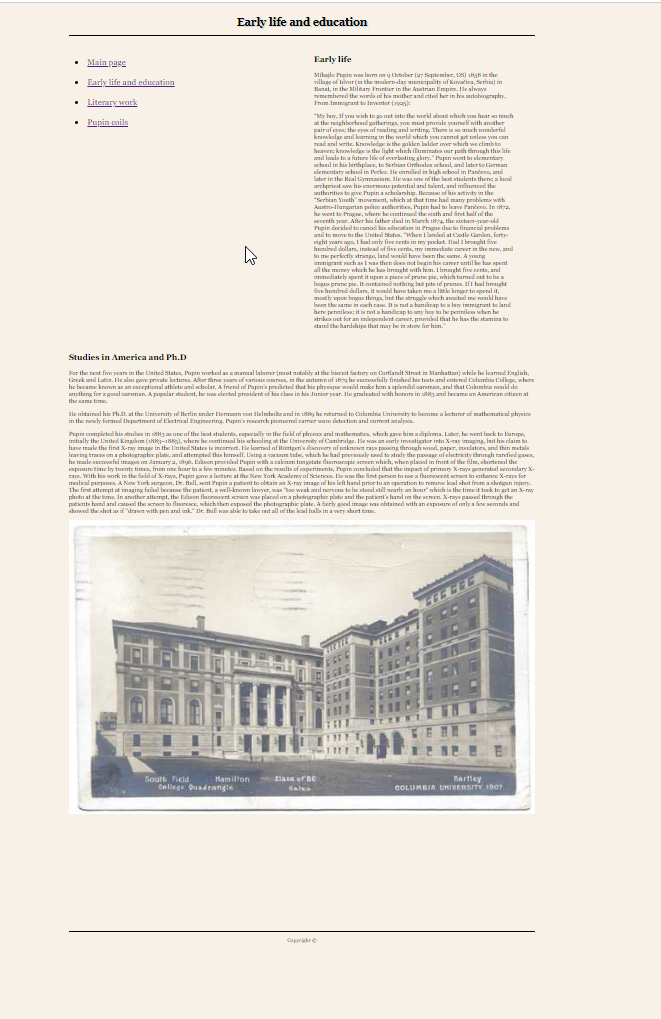 Early life and education
Main page
Early life and education
Literary work
Pupin coils
Early life
Mihajlo Pupin was born on 9 October (27 September, OS) 1858 in the
village of Idvor (in the modern-day municipality of Kovačica, Serbia) in
Banat, in the Military Frontier in the Austrian Empire. He always
remembered the words of his mother and cited her in his autobiography,
From Immigrant to Inventor (1925):
"My boy, If you wish to go out into the world about which you hear so much
at the neighborhood gatherings, you must provide yourself with another
pair of eyes; the eyes of reading and writing. There is so much wonderful
knowledge and learning in the world which you cannot get unless you can
read and write. Knowledge is the golden ladder over which we climb to
heaven; knowledge is the light which illuminates our path through this life
and leads to a future life of everlasting glory." Pupin went to elementary
school in his birthplace, to Serbian Orthodox school, and later to German
elementary school in Perlez. He enrolled in high school in Pančevo, and
later in the Real Gymnasium. He was one of the best students there; a local
archpriest saw his enormous potential and talent, and influenced the
authorities to give Pupin a scholarship. Because of his activity in the
"Serbian Youth" movement, which at that time had many problems with
Austro-Hungarian police authorities, Pupin had to leave Pančevo. In 1872,
he went to Prague, where he continued the sixth and first half of the
seventh year. After his father died in March 1874, the sixteen-year-old
Pupin decided to cancel his education in Prague due to financial problems
and to move to the United States. "When I landed at Castle Garden, forty-
eight years ago, I had only five cents in my pocket. Had I brought five
hundred dollars, instead of five cents, my immediate career in the new, and
to me perfectly strange, land would have been the same. A young
immigrant such as I was then does not begin his career until he has spent
all the money which he has brought with him. I brought five cents, and
immediately spent it upon a piece of prune pie, which turned out to be a
bogus prune pie. It contained nothing but pits of prunes. If I had brought
five hundred dollars, it would have taken me a little longer to spend it,
mostly upon bogus things, but the struggle which awaited me would have
been the same in each case. It is not a handicap to a boy immigrant to land
here penniless; it is not a handicap to any boy to be penniless when he
strikes out for an independent career, provided that he has the stamina to
stand the hardships that may be in store for him."
Studies in America and Ph.D
For the next five years in the United States, Pupin worked as a manual laborer (most notably at the biscuit factory on Cortlandt Street in Manhattan) while he learned English,
Greek and Latin. He also gave private lectures. After three years of various courses, in the autumn of 1879 he successfully finished his tests and entered Columbia College, where
he became known as an exceptional athlete and scholar. A friend of Pupin's predicted that his physique would make him a splendid oarsman, and that Columbia would do
anything for a good oarsman. A popular student, he was elected president of his class in his Junior year. He graduated with honors in 1883 and became an American citizen at
the same time.
He obtained his Ph.D. at the University of Berlin under Hermann von Helmholtz and in 1889 he returned to Columbia University to become a lecturer of mathematical physics
in the newly formed Department of Electrical Engineering. Pupin's research pioneered carrier wave detection and current analysis.
Pupin completed his studies in 1883 as one of the best students, especially in the field of physics and mathematics, which gave him a diploma. Later, he went back to Europe,
initially the United Kingdom (1883–1885), where he continued his schooling at the University of Cambridge. He was an early investigator into X-ray imaging, but his claim to
have made the first X-ray image in the United States is incorrect. He learned of Röntgen's discovery of unknown rays passing through wood, paper, insulators, and thin metals
leaving traces on a photographic plate, and attempted this himself. Using a vacuum tube, which he had previously used to study the passage of electricity through rarefied gases,
he made successful images on January 2, 1896. Edison provided Pupin with a calcium tungstate fluoroscopic screen which, when placed in front of the film, shortened the
exposure time by twenty times, from one hour to a few minutes. Based on the results of experiments, Pupin concluded that the impact of primary X-rays generated secondary X-
rays. With his work in the field of X-rays, Pupin gave a lecture at the New York Academy of Sciences. He was the first person to use a fluorescent screen to enhance X-rays for
medical purposes. A New York surgeon, Dr. Bull, sent Pupin a patient to obtain an X-ray image of his left hand prior to an operation to remove lead shot from a shotgun injury.
The first attempt at imaging failed because the patient, a well-known lawyer, was "too weak and nervous to be stood still nearly an hour" which is the time it took to get an X-ray
photo at the time. In another attempt, the Edison fluorescent screen was placed on a photographic plate and the patient's hand on the screen. X-rays passed through the
patients hand and caused the screen to fluoresce, which then exposed the photographic plate. A fairly good image was obtained with an exposure of only a few seconds and
showed the shot as if "drawn with pen and ink." Dr. Bull was able to take out all of the lead balls in a very short time.
South Field Hamilton Class of 80 Hartley
College Quadrangle Gates COLUMBIA UNIVERSITY 1907
Copyright ©